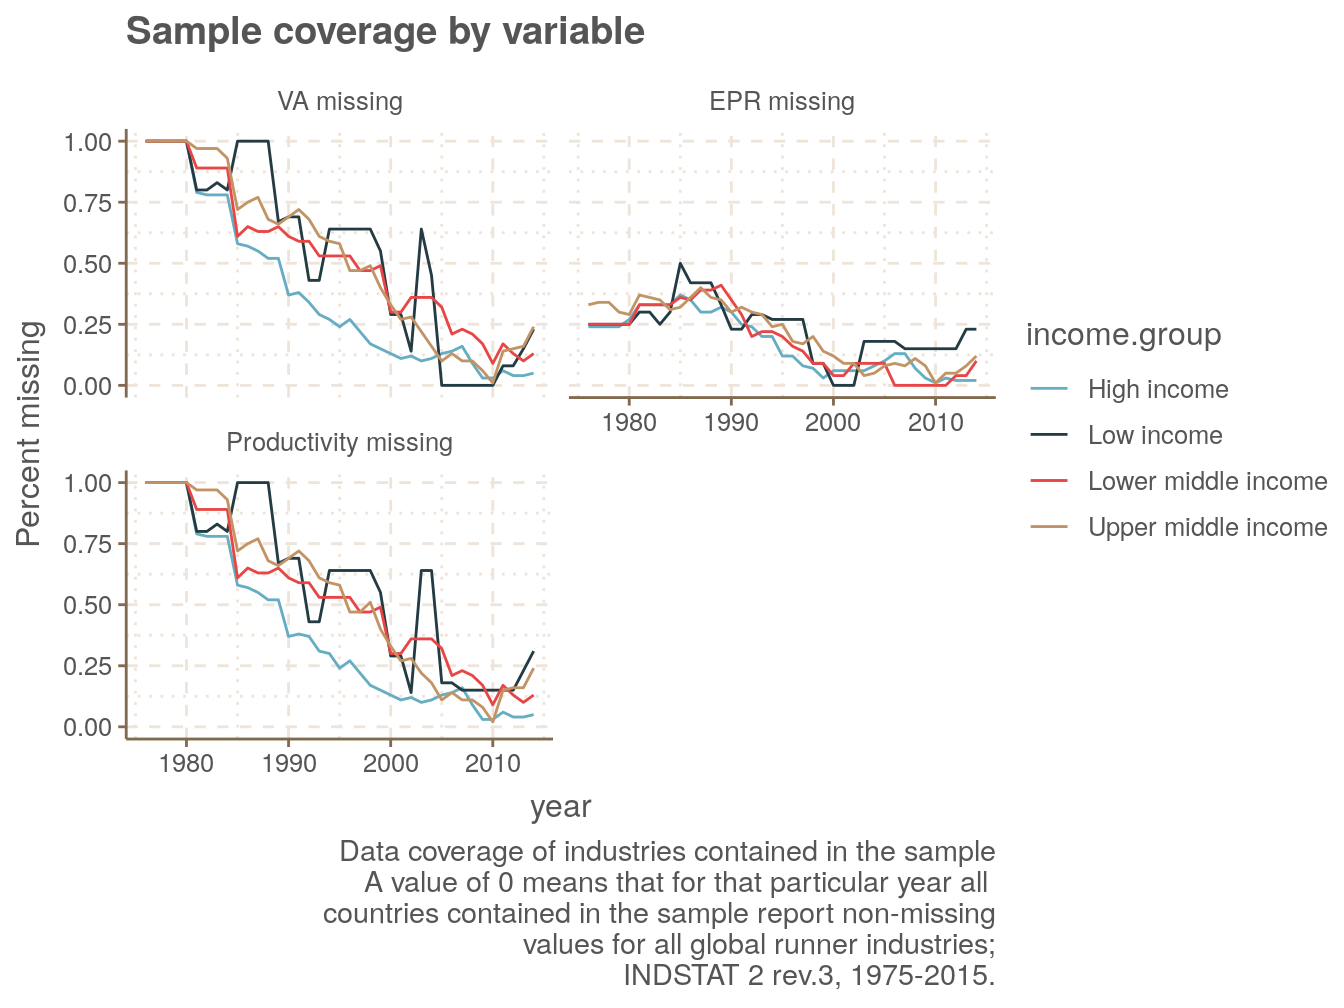 Sample coverage by variable
VA missing
EPR missing
1.00
0.75
0.50
0.25
0.00
1980 1990 2000 2010
Productivity missing
1.00
0.75
0.50
0.25
0.00
1980 1990 2000 2010
Percent missing
year
income.group
High income
Low income
Lower middle income
Upper middle income
Data coverage of industries contained in the sample
A value of 0 means that for that particular year all
countries contained in the sample report non-missing
values for all global runner industries;
INDSTAT 2 rev.3, 1975-2015.